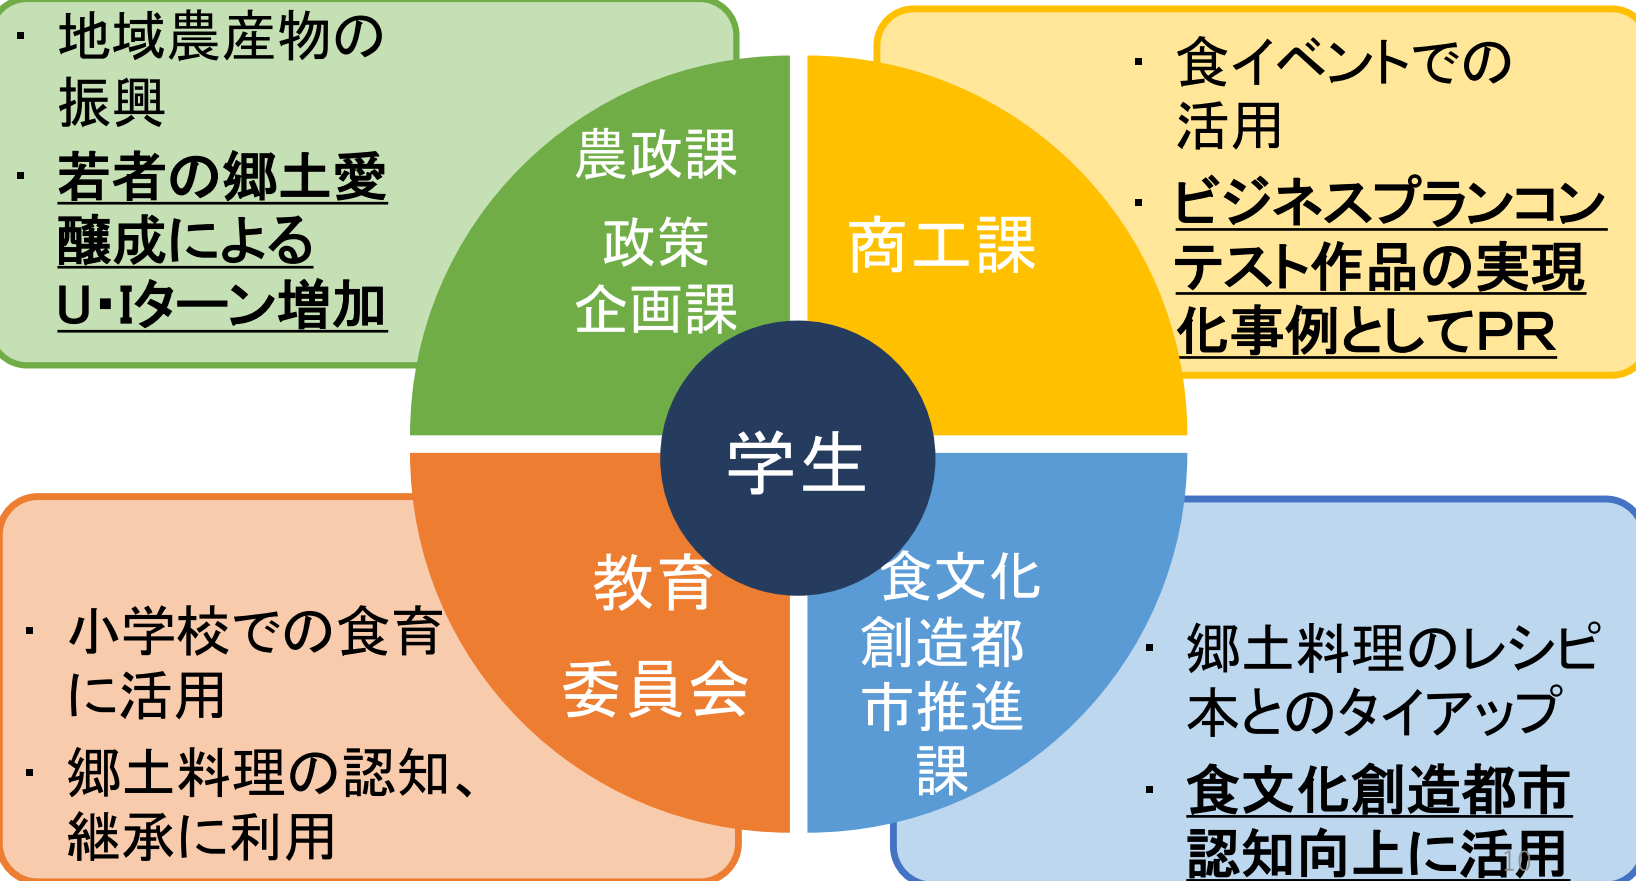 ・地域農産物の
振興
・若者の郷土愛
醸成による
U・Iターン増加
農政課
政策
企画課
商工課
・食イベントでの
活用
・ビジネスプランコン
テスト作品の実現
化事例としてPR
学生
・小学校での食育
に活用
・郷土料理の認知、
継承に利用
教育
委員会
食文化
創造都
市推進
課
・郷土料理のレシピ
本とのタイアップ
・食文化創造都市
認知向上に活用
10